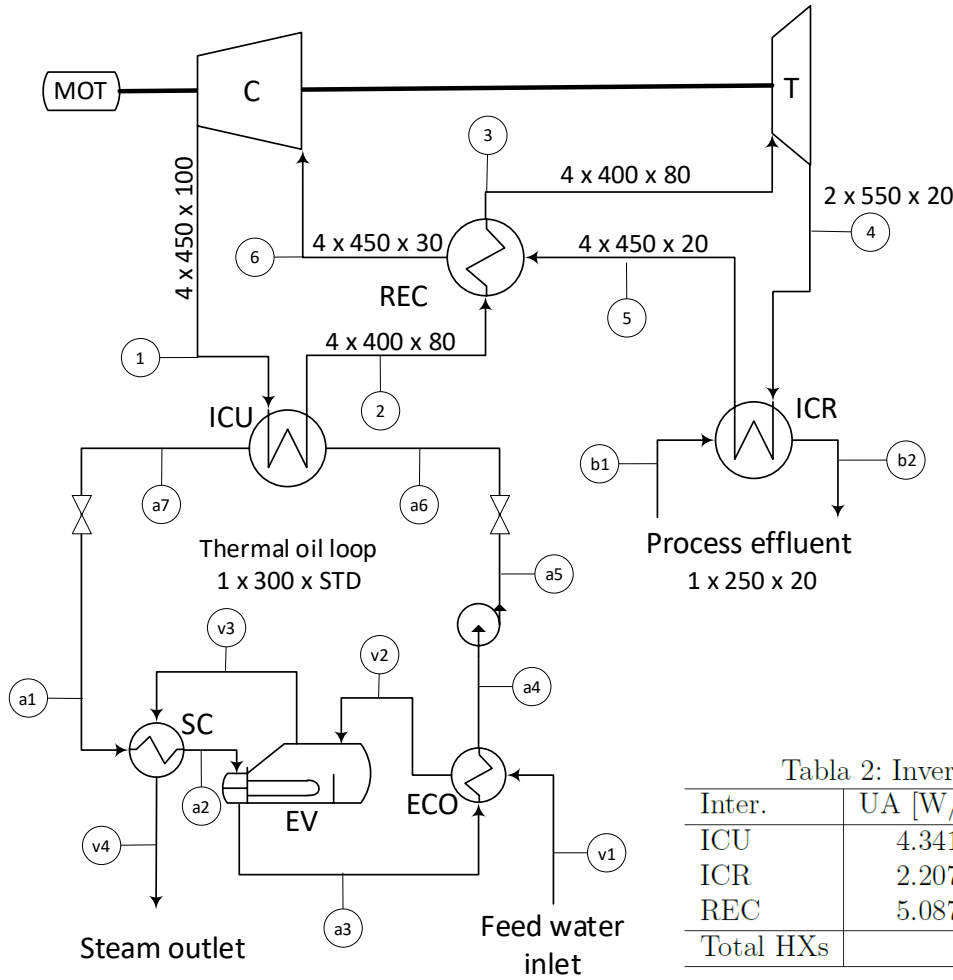 MOT
C
T
3
4 x 400 x 80
2 x 550 x 20
4 x 450 x 100
4 x 450 x 30
4 x 450 x 20
4
6
REC
5
1
4 x 400 x 80
2
ICU
ICR
b1
b2
a7
a6
Process effluent
1 x 250 x 20
Thermal oil loop
1 x 300 x STD
a5
v3
v2
a1
a4
SC
a2
EV
ECO
v4
v1
a3
Steam outlet
Feed water
inlet
Tabla 2: Inver
Inter. UA [W/
ICU 4.341
ICR 2.207
REC 5.087
Total HXs